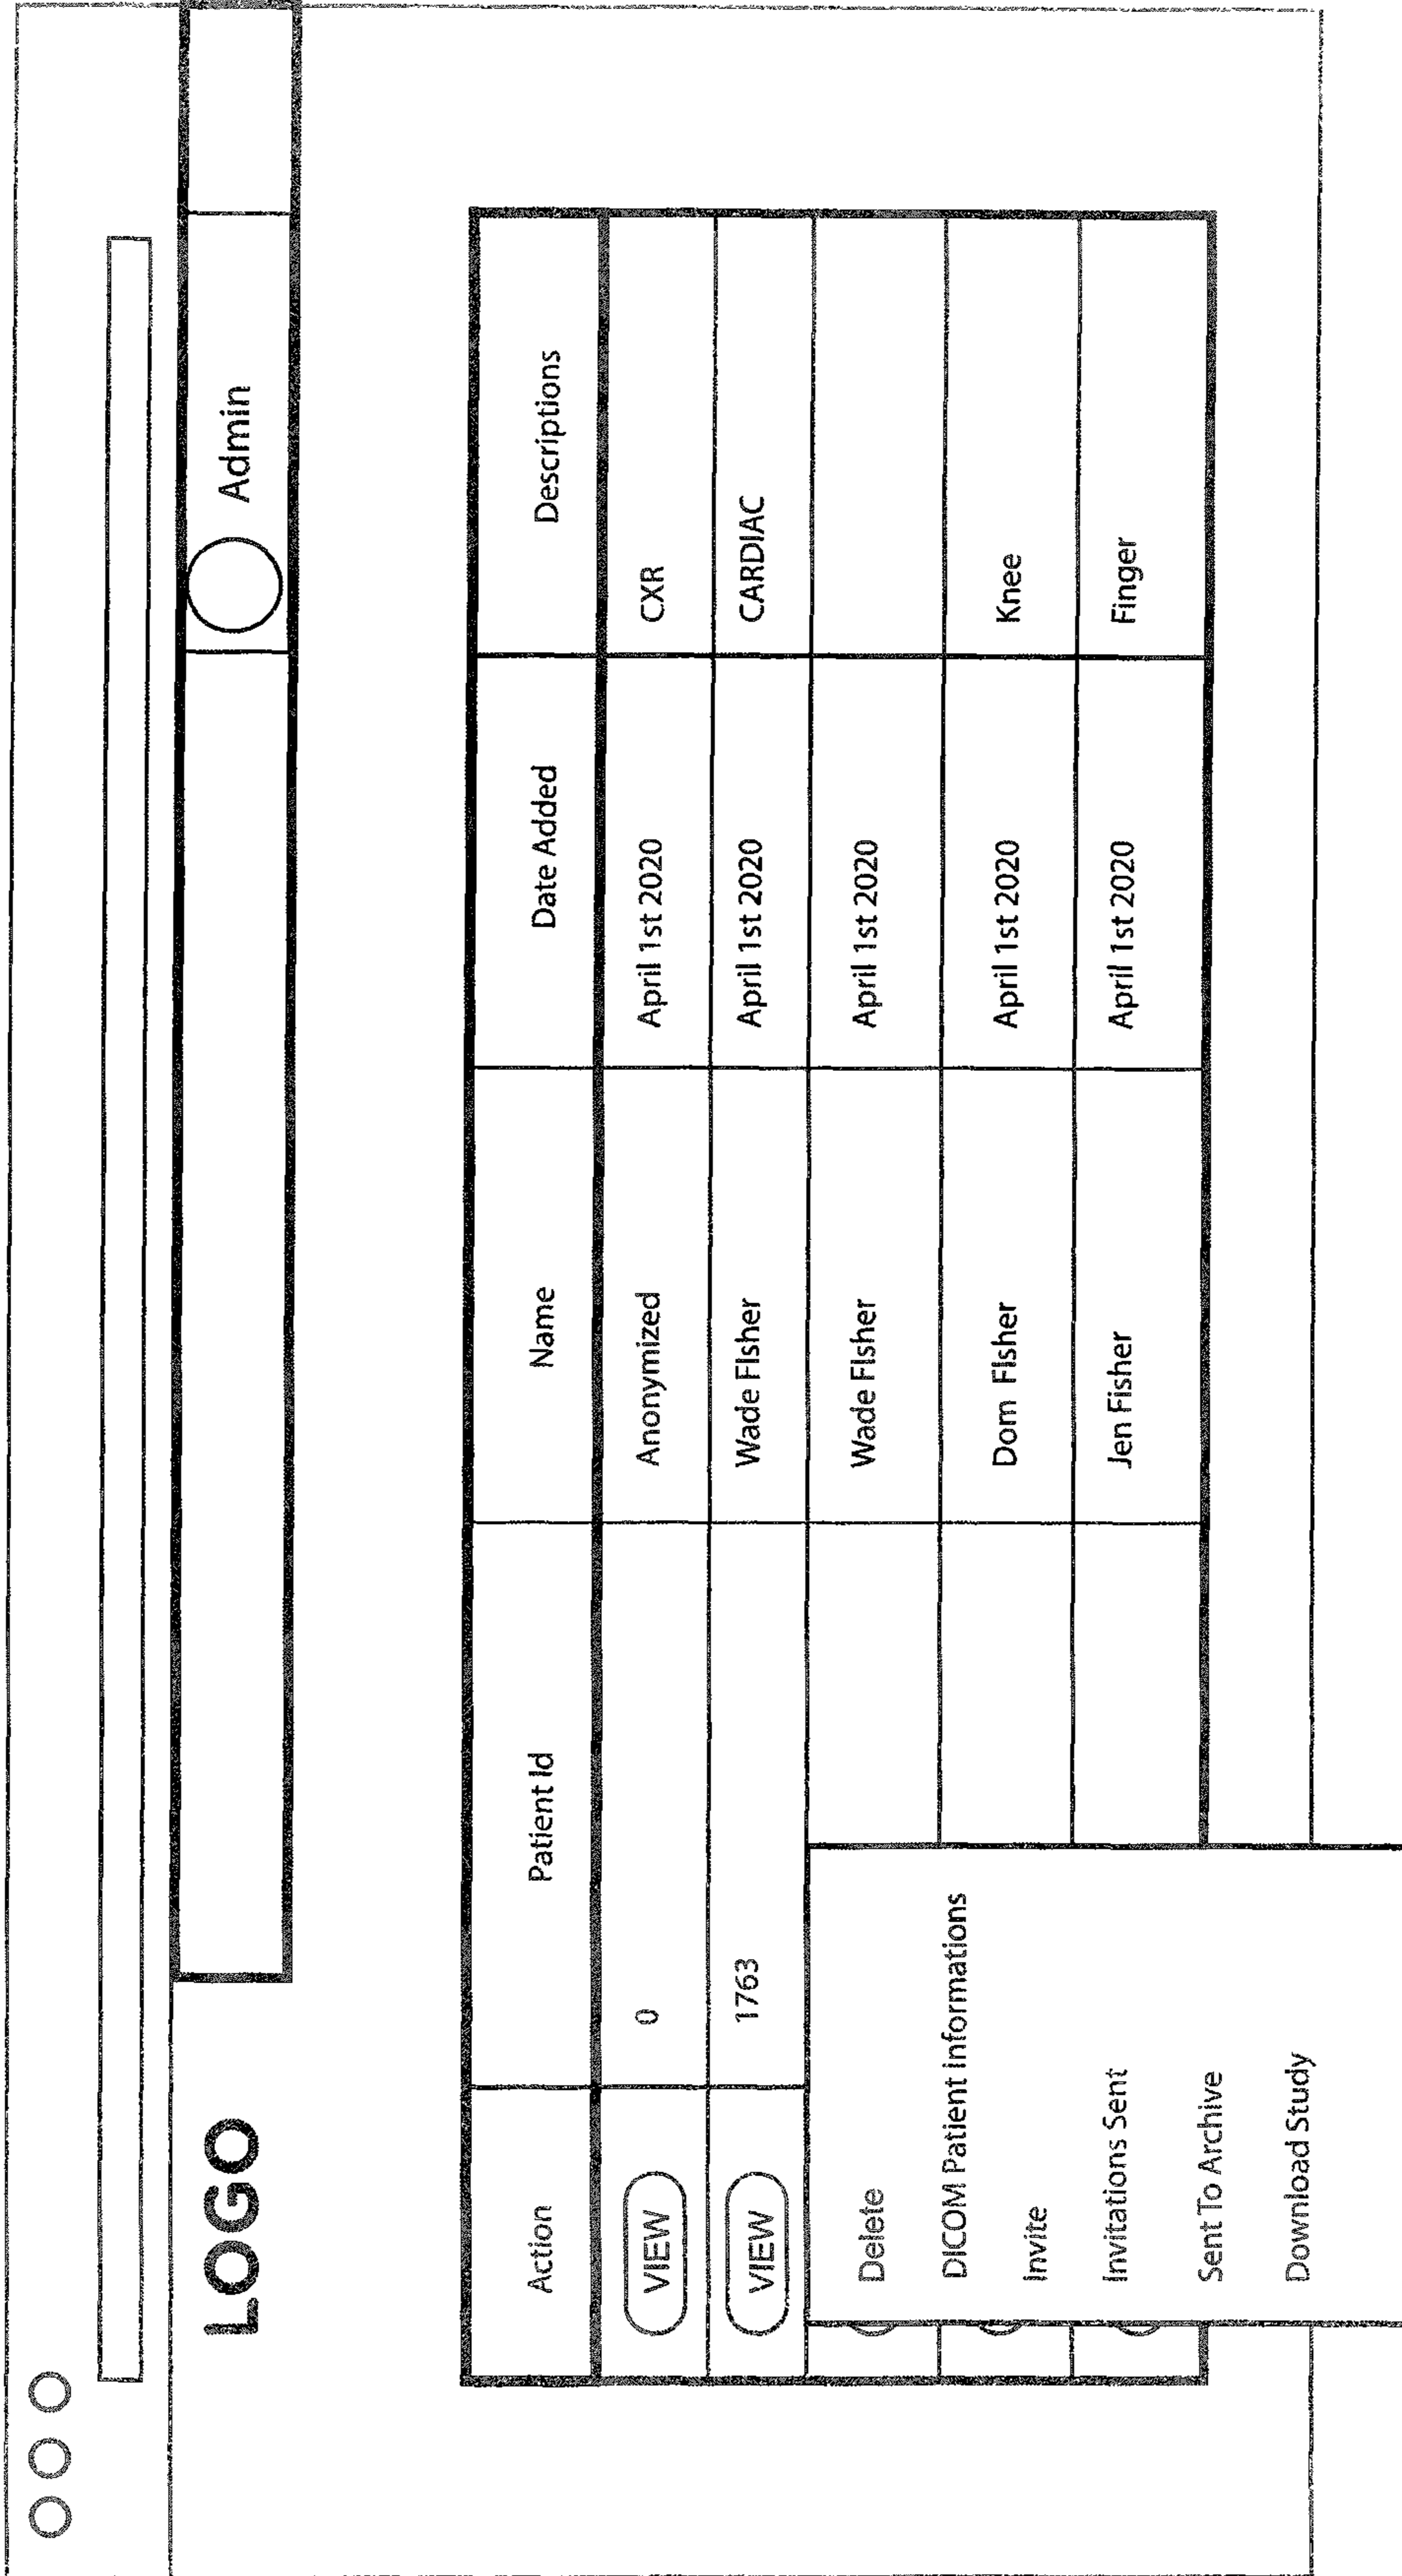 LOGO
Admin
Action Patient Id Name Date Added Descriptions
VIEW 0 Anonymized April 1st 2020 CXR
VIEW 1763 Wade FIsher April 1st 2020 CARDIAC
Wade FIsher April 1st 2020
Dom FIsher April 1st 2020 Knee
Jen Fisher April 1st 2020 Finger
Delete
DICOM Patient Informations
Invite
Invitations Sent
Sent To Archive
Download Study